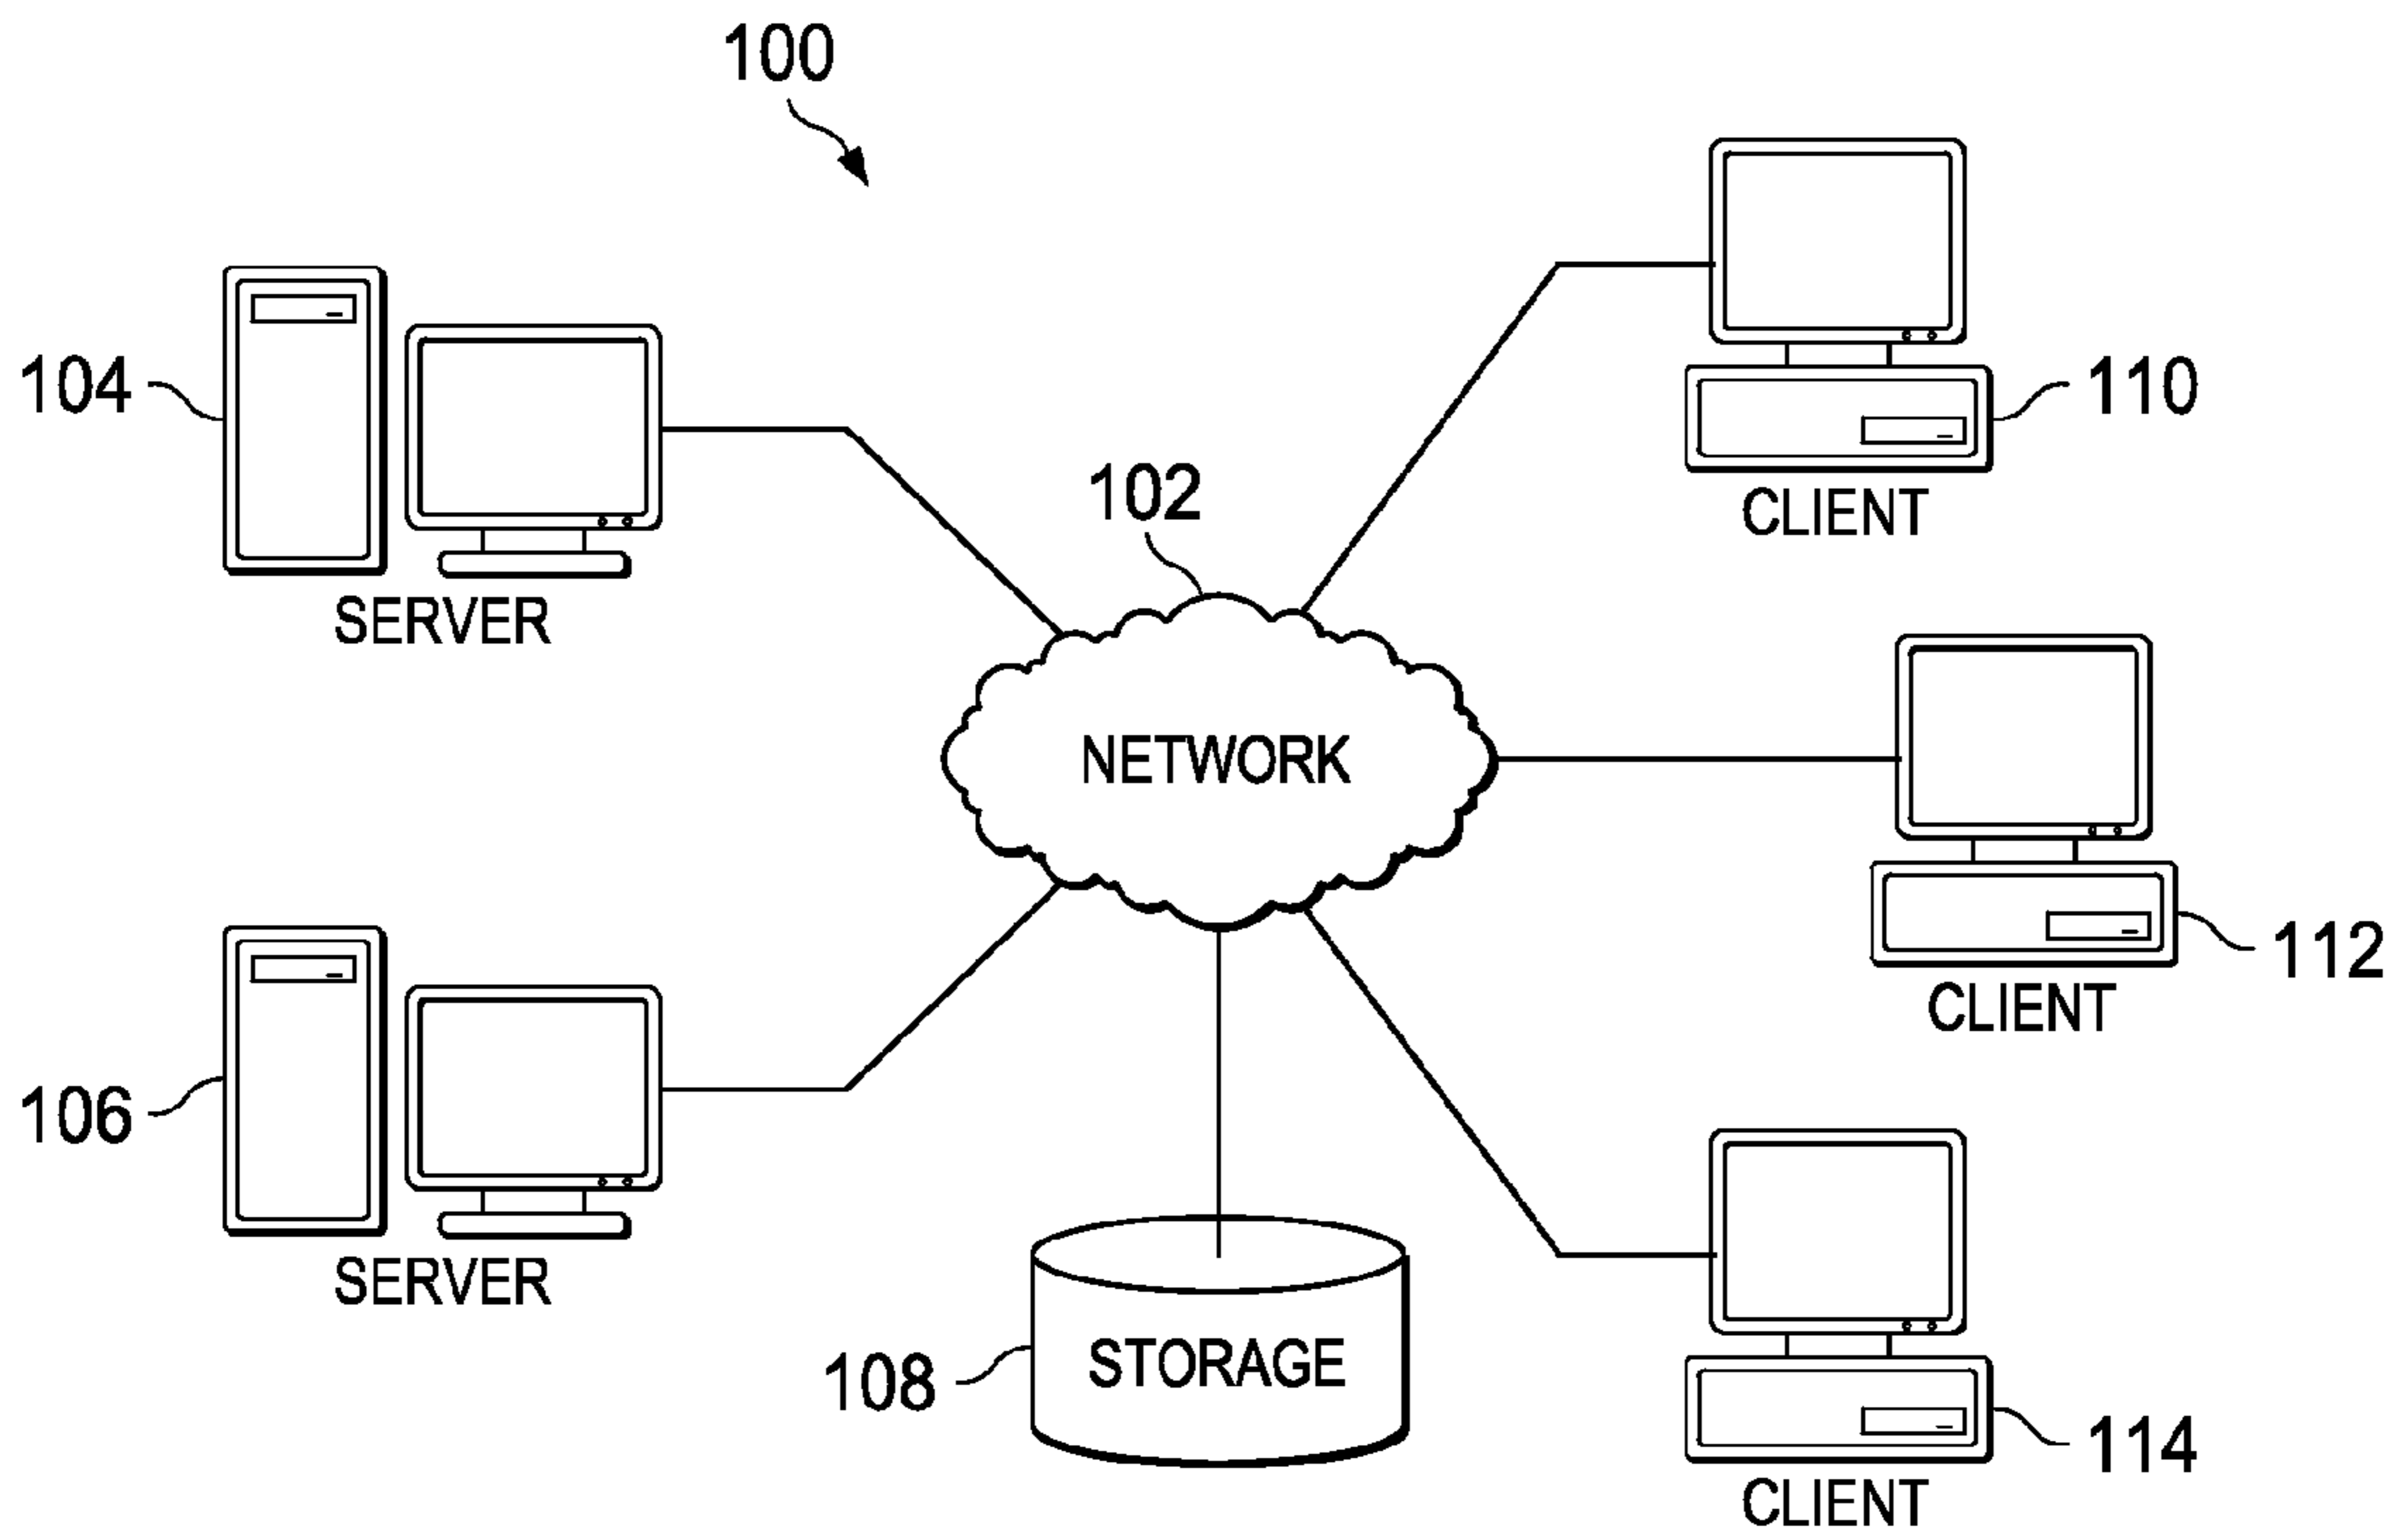 100
104
SERVER
110
CLIENT
102
NETWORK
112
CLIENT
106
SERVER
108
STORAGE
114
CLIENT